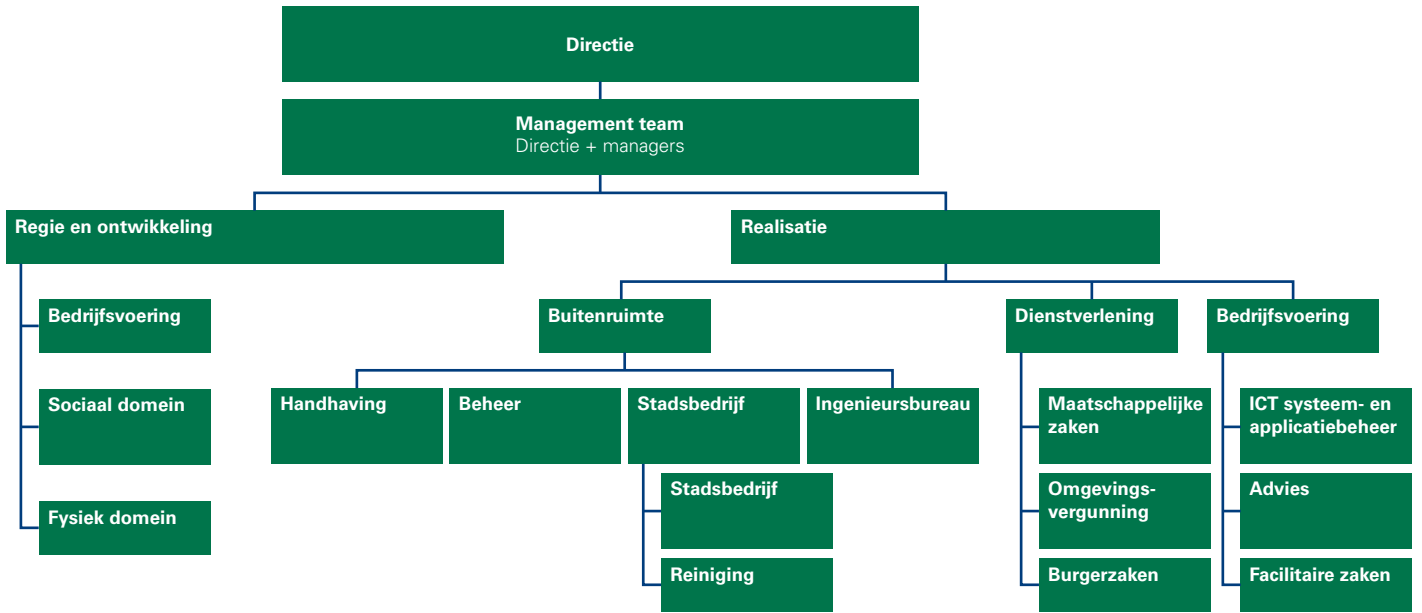 Directie
Management team
Directie + managers
Regie en ontwikkeling
Realisatie
Bedrijfsvoering
Buitenruimte
Dienstverlening
Bedrijfsvoering
Sociaal domein
Handhaving
Beheer
Stadsbedrijf
Ingenieursbureau
Maatschappelijke
zaken
ICT systeem- en
applicatiebeheer
Fysiek domein
Stadsbedrijf
Omgevings-
vergunning
Advies
Reiniging
Burgerzaken
Facilitaire zaken